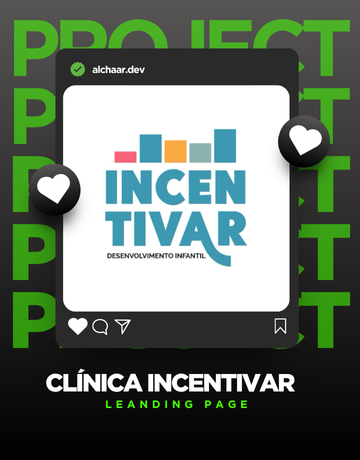 PROJECT
alchaar.dev
INCEN
TIVAR
DESENVOLVIMENTO INFANTIL
CLÍNICA INCENTIVAR
LEANDING PAGE